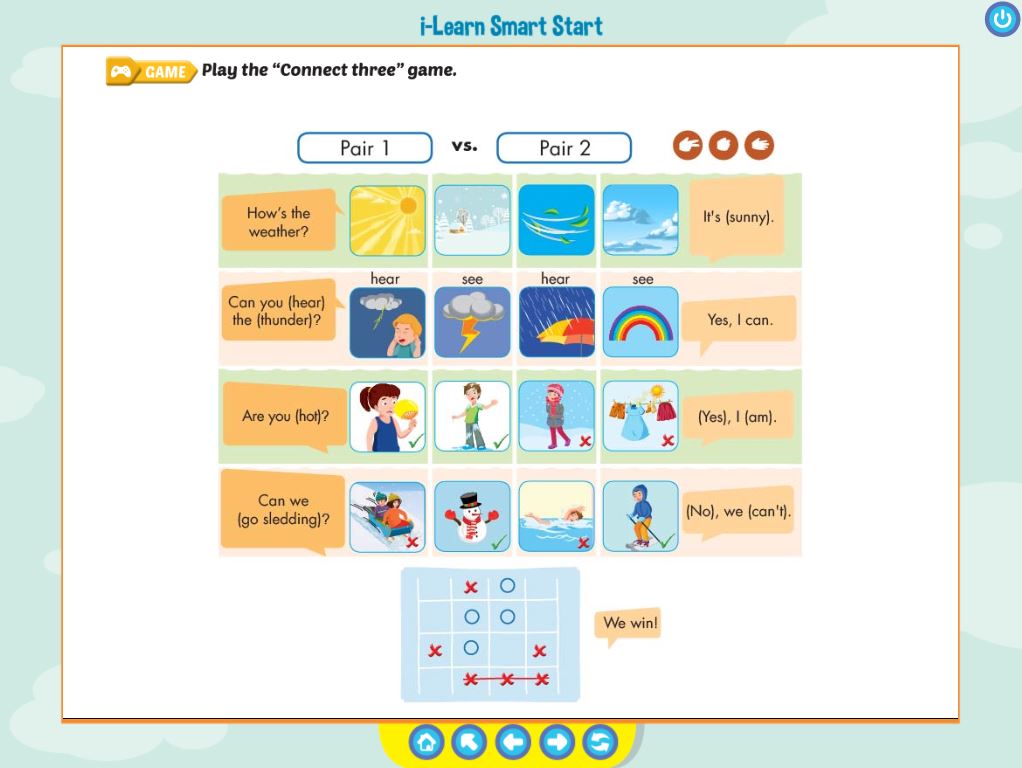 i-Learn Smart Start
GAME Play the “Connect three” game.
Pair 1 vs. Pair 2
How's the
weather?
It's (sunny).
hear see hear see
Can you (hear)
the (thunder)?
Yes, I can.
Are you (hot)?
(Yes), I (am).
Can we
(go sledding)?
(No), we (can't).
We win!